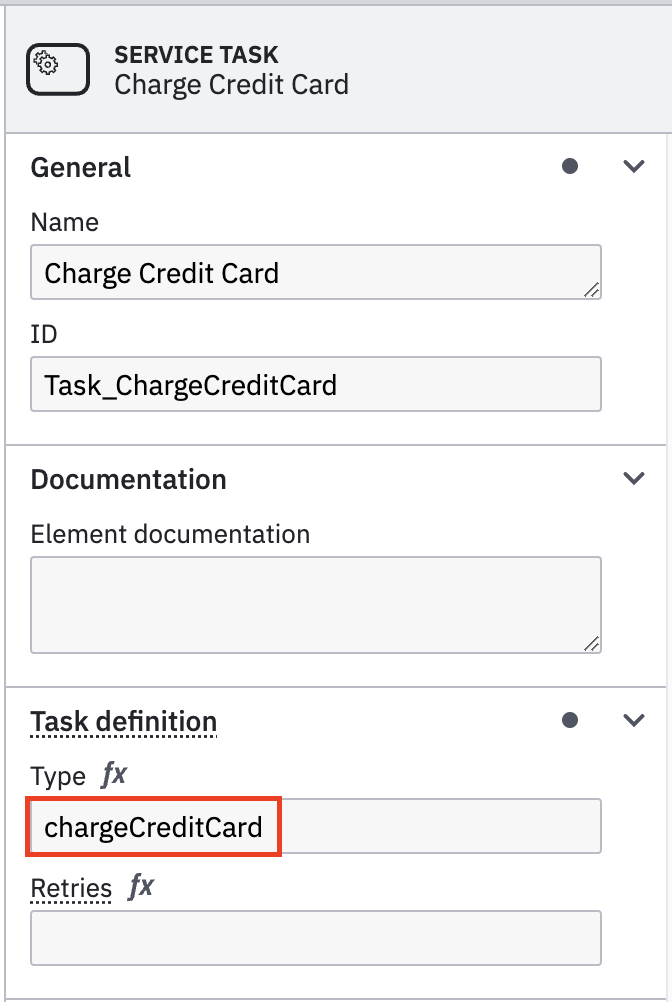 SERVICE TASK
Charge Credit Card
General
Name
Charge Credit Card
ID
Task_ChargeCreditCard
Documentation
Element documentation
Task definition
Type fx
chargeCreditCard
Retries fx